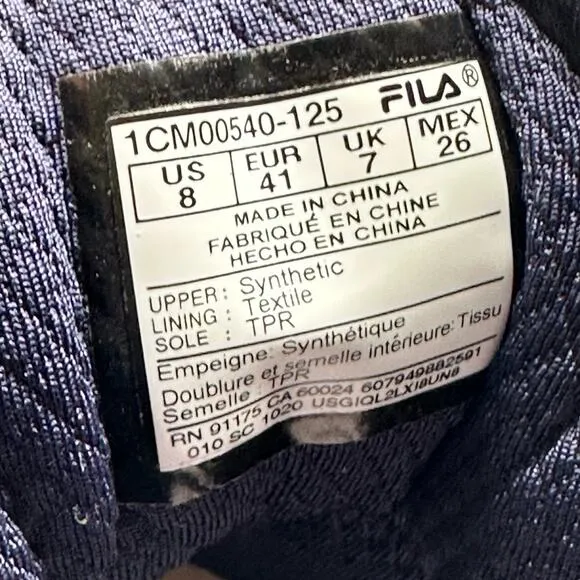 1CM00540-125 FILA®
US EUR UK MEX
8 41 7 26
MADE IN CHINA
FABRIQUÉ EN CHINE
HECHO EN CHINA
UPPER: Synthetic
LINING: Textile
SOLE: TPR
Empeigne: Synthétique
Doublure et semelle intérieure: Tissu
Semelle: TPR
RN 91175 CA 60024 607949882591
010 SC 1020 USGIQL2LXI8UN8